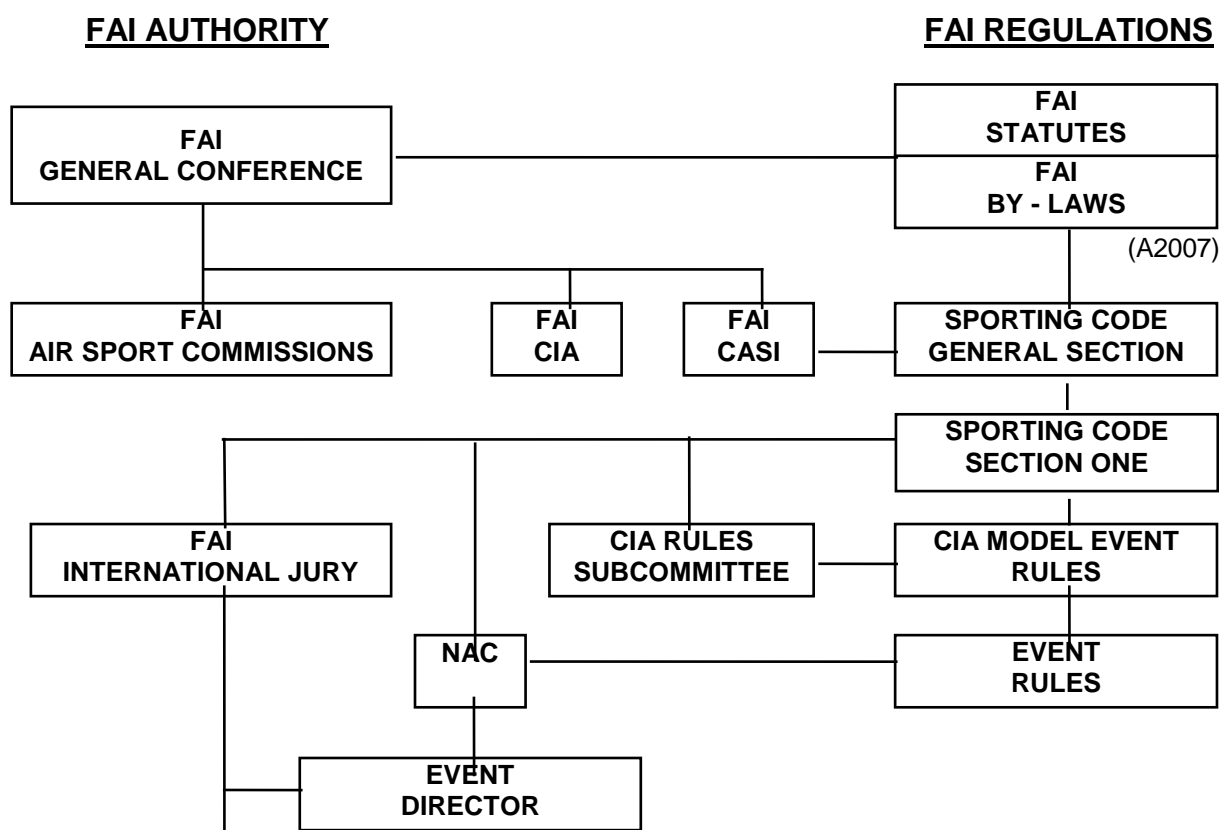 FAI AUTHORITY
FAI REGULATIONS
FAI
STATUTES
FAI
GENERAL CONFERENCE
FAI
BY - LAWS
(A2007)
FAI
AIR SPORT COMMISSIONS
FAI
CIA
FAI
CASI
SPORTING CODE
GENERAL SECTION
SPORTING CODE
SECTION ONE
FAI
INTERNATIONAL JURY
CIA RULES
SUBCOMMITTEE
CIA MODEL EVENT
RULES
NAC
EVENT
RULES
EVENT
DIRECTOR